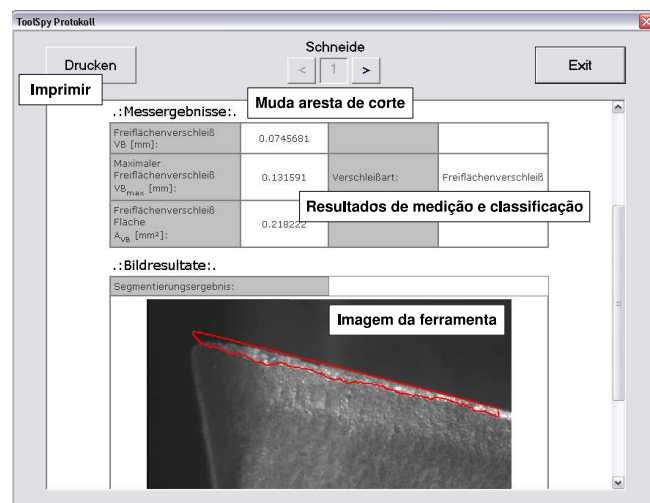 ToolSpy Protokoll
Schneide
Drucken
< 1 >
Exit
Imprimir
Muda aresta de corte
.:Messergebnisse:.
Freiflächenverschleiß
VB [mm]:
0.0745681
Maximaler
Freiflächenverschleiß
VBmax [mm]:
0.131591
Verschleißart:
Freiflächenverschleiß
Resultados de medição e classificação
Freiflächenverschleiß
Fläche
AVB [mm²]:
0.218222
.:Bildresultate:.
Segmentierungsergebnis:
Imagem da ferramenta